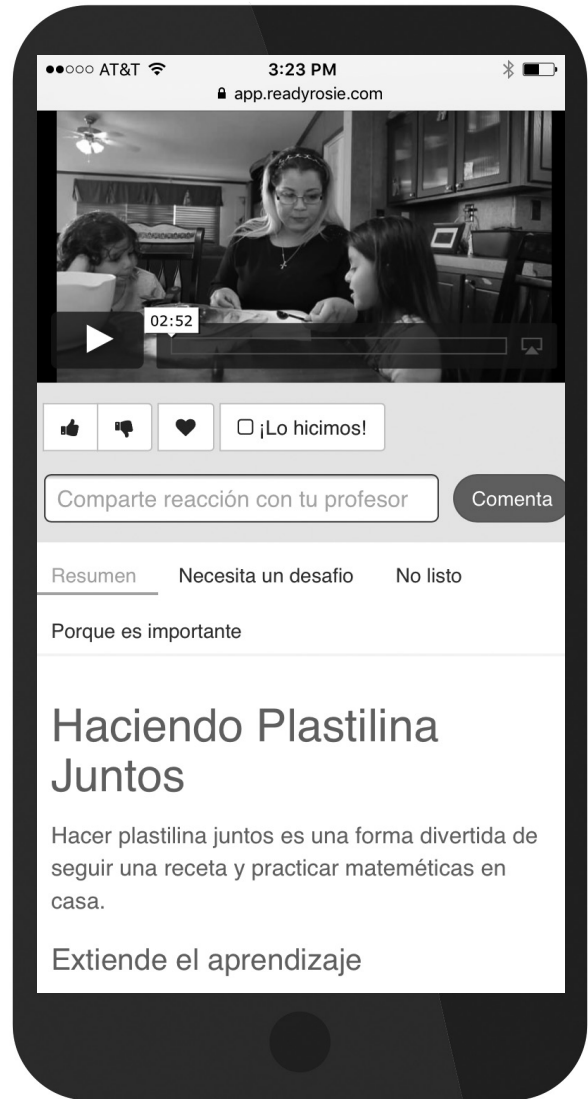 AT&T 3:23 PM
app.readyrosie.com
02:52
¡Lo hicimos!
Comparte reacción con tu profesor Comenta
Resumen Necesita un desafio No listo
Porque es importante
Haciendo Plastilina
Juntos
Hacer plastilina juntos es una forma divertida de
seguir una receta y practicar mateméticas en
casa.
Extiende el aprendizaje